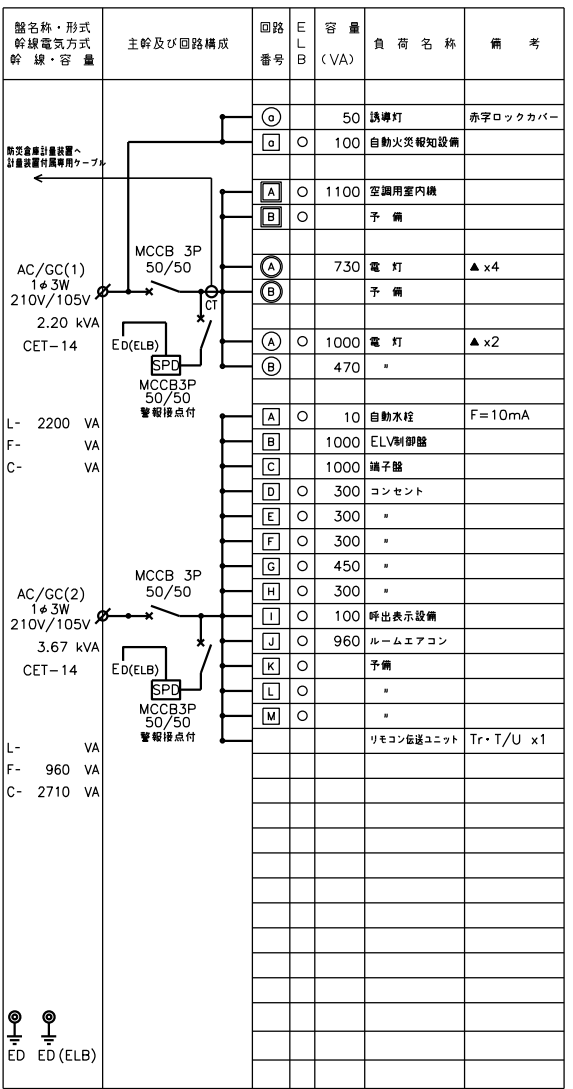 盤名称・形式
幹線電気方式
幹 線・容 量
主幹及び回路構成
回路
番号
E
L
B
容 量
(VA)
負 荷 名 称
備 考
a 50 誘導灯 赤字ロックカバー
a ○ 100 自動火災報知設備
防災倉庫計量装置へ
計量装置付属専用ケーブル
A ○ 1100 空調用室内機
B ○ 予 備
MCCB 3P
50/50
CT
AC/GC(1)
1φ3W
210V/105V
2.20 kVA
CET-14
A 730 電 灯 ▲x4
B 予 備
ED(ELB)
SPD
MCCB3P
50/50
警報接点付
A ○ 1000 電 灯 ▲x2
B 470 〃
L- 2200 VA
F- VA
C- VA
A ○ 10 自動水栓 F=10mA
B 1000 ELV制御盤
C 1000 端子盤
D ○ 300 コンセント
E ○ 300 〃
F ○ 300 〃
G ○ 450 〃
H ○ 300 〃
I ○ 100 呼出表示設備
J ○ 960 ルームエアコン
K ○ 予備
L ○ 〃
M ○ 〃
リモコン伝送ユニット Tr・T/U x1
MCCB 3P
50/50
AC/GC(2)
1φ3W
210V/105V
3.67 kVA
CET-14
ED(ELB)
SPD
MCCB3P
50/50
警報接点付
L- VA
F- 960 VA
C- 2710 VA
ED ED(ELB)